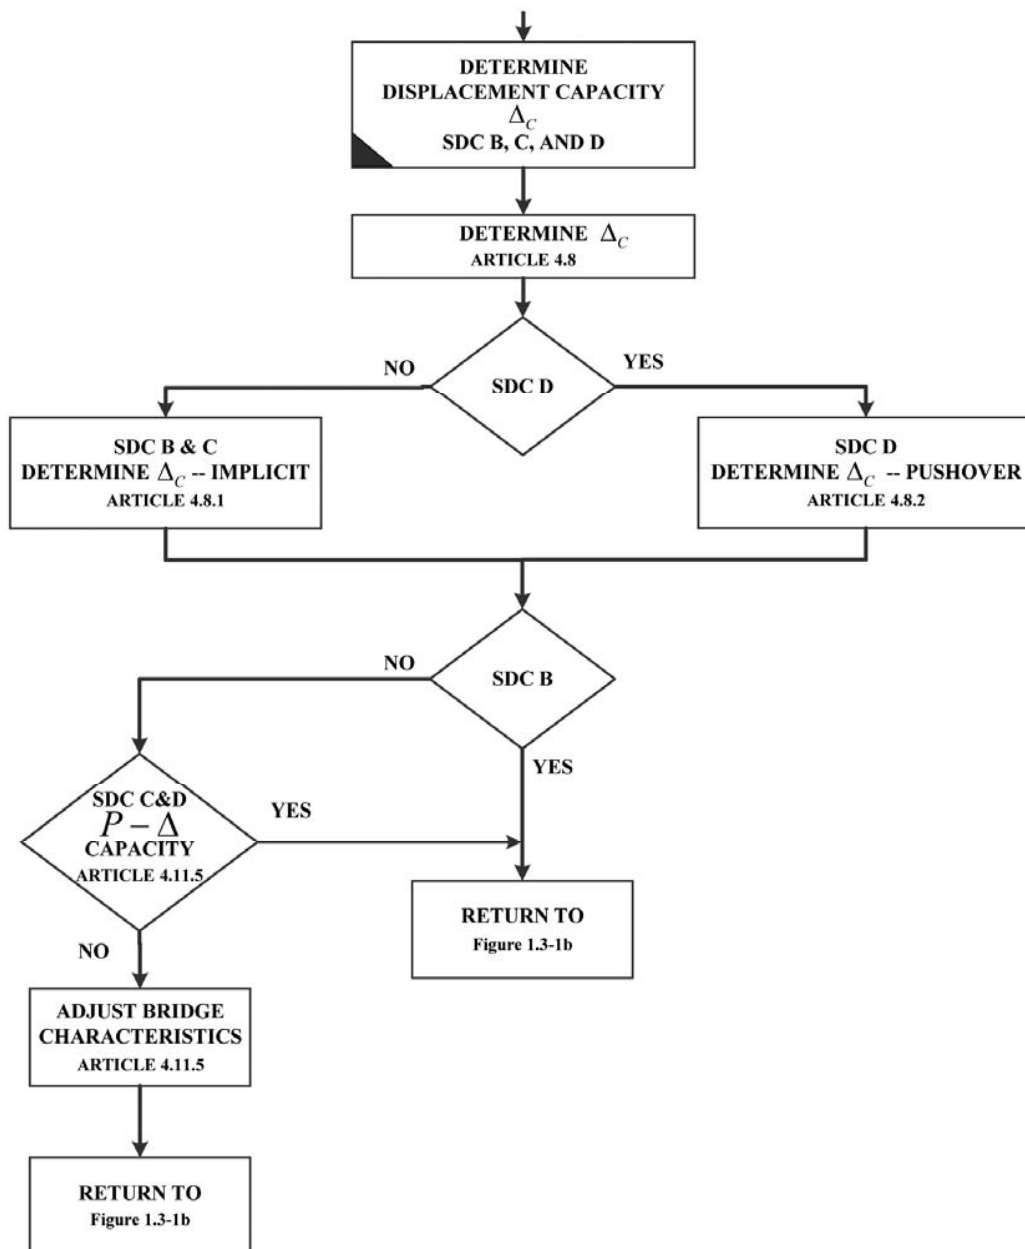 DETERMINE
DISPLACEMENT CAPACITY
Δ_C
SDC B, C, AND D
DETERMINE Δ_C
ARTICLE 4.8
NO
YES
SDC D
SDC B & C
DETERMINE Δ_C -- IMPLICIT
ARTICLE 4.8.1
SDC D
DETERMINE Δ_C -- PUSHOVER
ARTICLE 4.8.2
NO
SDC B
YES
SDC C&D
P – Δ
CAPACITY
ARTICLE 4.11.5
YES
NO
RETURN TO
Figure 1.3-1b
ADJUST BRIDGE
CHARACTERISTICS
ARTICLE 4.11.5
RETURN TO
Figure 1.3-1b